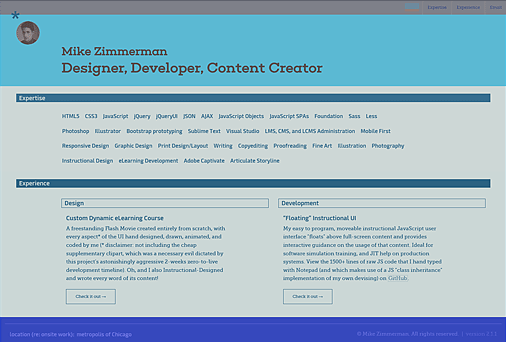 Home Expertise Experience Email
*
Mike Zimmerman
Designer, Developer, Content Creator
Expertise
HTML5 CSS3 JavaScript jQuery jQueryUI JSON AJAX JavaScript Objects JavaScript SPAs Foundation Sass Less
Photoshop Illustrator Bootstrap prototyping Sublime Text Visual Studio LMS, CMS, and LCMS Administration Mobile First
Responsive Design Graphic Design Print Design/Layout Writing Copyediting Proofreading Fine Art Illustration Photography
Instructional Design eLearning Development Adobe Captivate Articulate Storyline
Experience
Design
Custom Dynamic eLearning Course
A freestanding Flash Movie created entirely from scratch, with
every aspect* of the UI hand designed, drawn, animated, and
coded by me (* disclaimer: not including the cheap
supplementary clipart, which was a necessary evil dictated by
this project's astonishingly aggressive 2-weeks zero-to-live
development timeline). Oh, and I also Instructional-Designed
and wrote every word of its content!
Check it out →
Development
"Floating" Instructional UI
My easy to program, moveable instructional JavaScript user
interface "floats" above full-screen content and provides
interactive guidance on the usage of that content. Ideal for
software simulation training, and JIT help on production
systems. View the 1500+ lines of raw JS code that I hand typed
with Notepad (and which makes use of a JS "class inheritance"
implementation of my own devising) on GitHub.
Check it out →
location (re: onsite work): metropolis of Chicago
© Mike Zimmerman. All rights reserved. | version 2.7.1